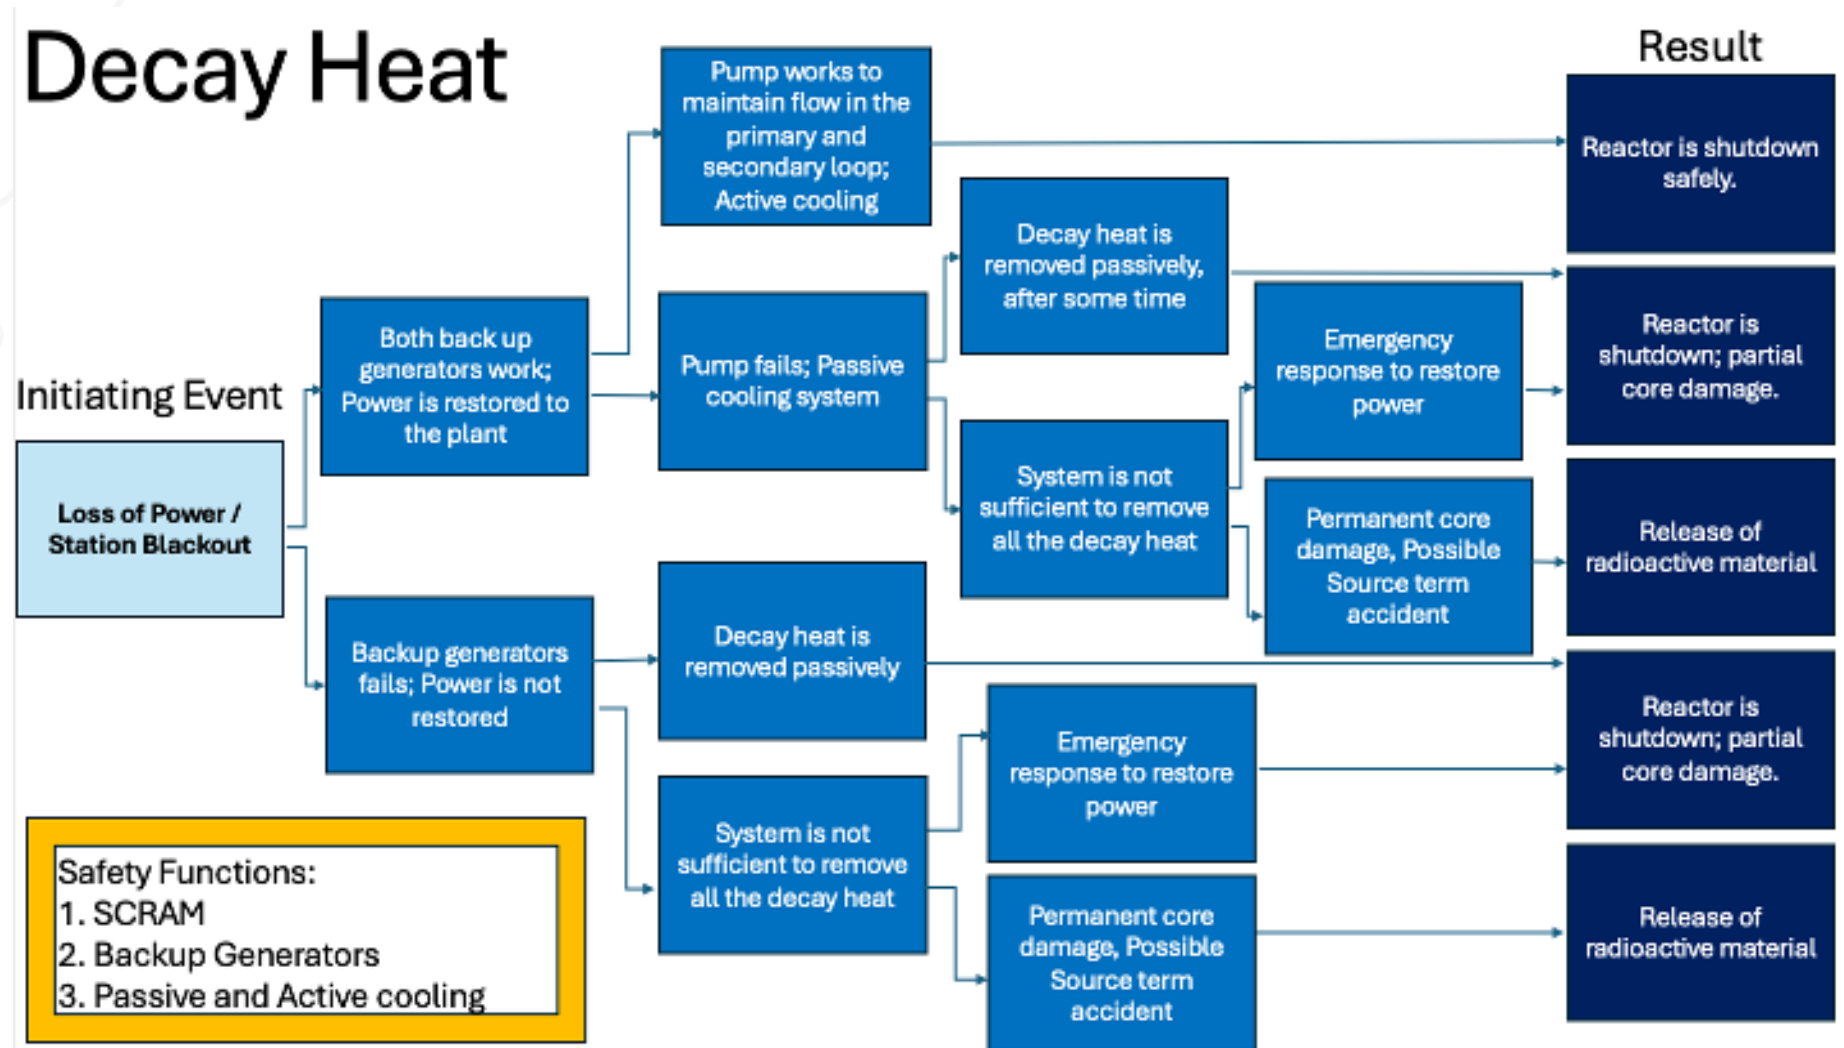 Decay Heat
Result
Pump works to
maintain flow in the
primary and
secondary loop;
Active cooling
Reactor is shutdown
safely.
Decay heat is
removed passively,
after some time
Both back up
generators work;
Power is restored to
the plant
Pump fails; Passive
cooling system
Emergency
response to restore
power
Reactor is
shutdown; partial
core damage.
Initiating Event
Loss of Power /
Station Blackout
System is not
sufficient to remove
all the decay heat
Permanent core
damage, Possible
Source term
accident
Release of
radioactive material
Backup generators
fails; Power is not
restored
Decay heat is
removed passively
Emergency
response to restore
power
Reactor is
shutdown; partial
core damage.
System is not
sufficient to remove
all the decay heat
Permanent core
damage, Possible
Source term
accident
Release of
radioactive material
Safety Functions:
1. SCRAM
2. Backup Generators
3. Passive and Active cooling